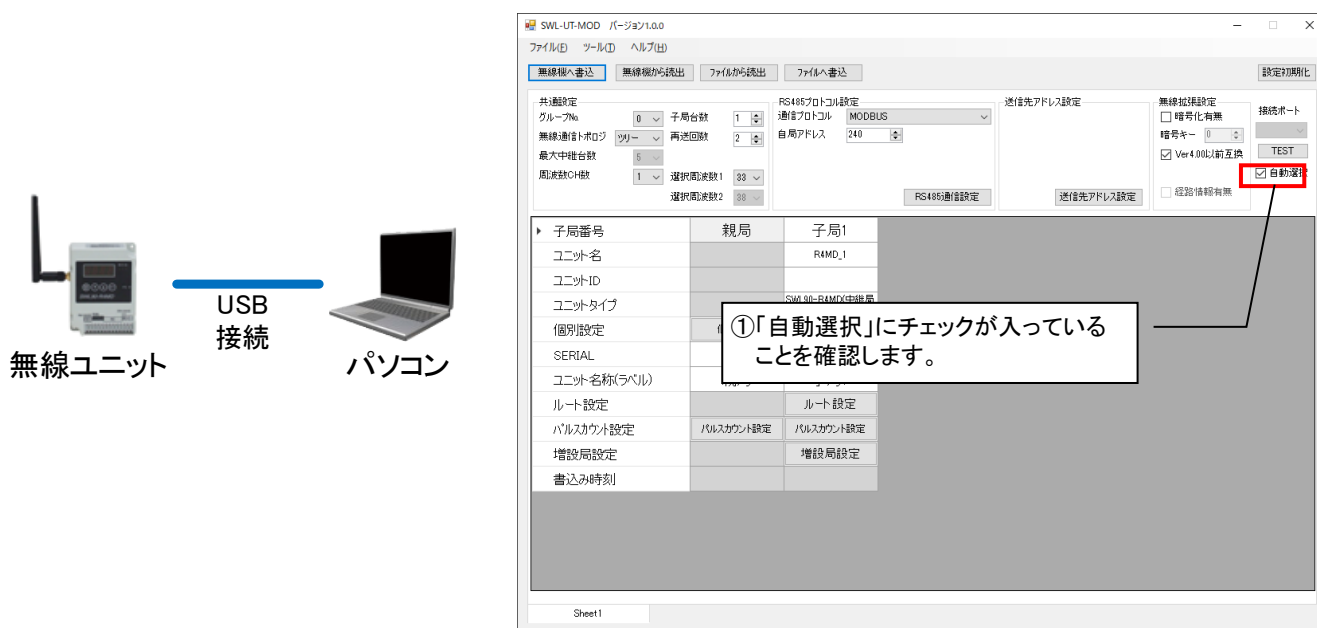 SWL-UT-MOD バージョン1.0.0
ファイル(F) ツール(T) ヘルプ(H)
無線機へ書込 無線機から読出 ファイルから読出 ファイルへ書込 設定初期化
共通設定 RS485プロトコル設定 送信先アドレス設定 無線拡張設定
グループNo. 0 子局台数 1 通信プロトコル MODBUS 暗号化有無 接続ポート
無線通信トポロジ ツリー 再送回数 2 自局アドレス 240 暗号キー 0
最大中継台数 5 Ver4.00以前互換 TEST
周波数CH数 1 選択周波数1 33 自動選択
選択周波数2 38 RS485通信設定 送信先アドレス設定 経路情報有無
子局番号 親局 子局1
ユニット名 R4MD_1
ユニットID
ユニットタイプ SWL90-R4MD(中継局
個別設定
SERIAL
ユニット名称(ラベル)
ルート設定 ルート設定
パルスカウント設定 パルスカウント設定 パルスカウント設定
増設局設定 増設局設定
書込み時刻
Sheet1
①「自動選択」にチェックが入っている
ことを確認します。
USB
接続
無線ユニット パソコン